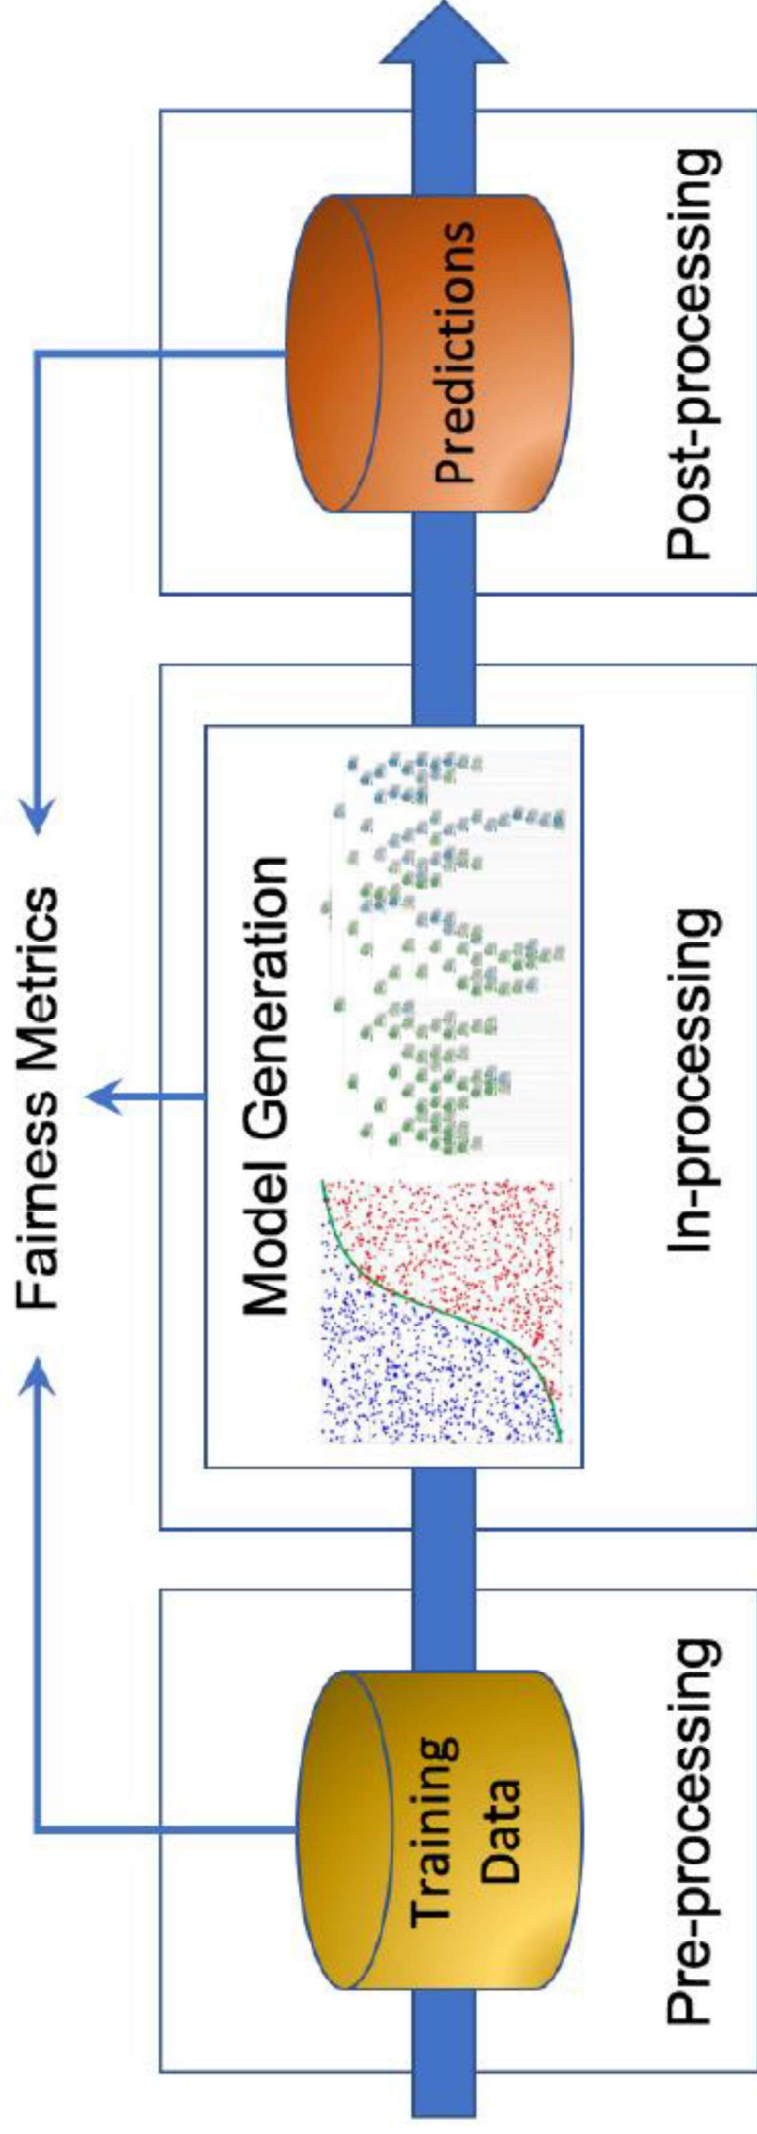 Fairness Metrics
Training
Data
Pre-processing
Model Generation
In-processing
Predictions
Post-processing